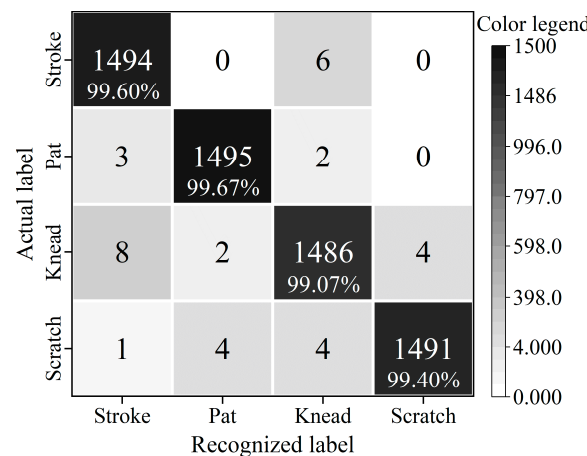 Color legend
Stroke
1494
99.60%
0
6
0
1500
1486
996.0
797.0
598.0
398.0
4.000
0.000
Pat
3
1495
99.67%
2
0
Actual label
Knead
8
2
1486
99.07%
4
Scratch
1
4
4
1491
99.40%
Stroke
Pat
Knead
Scratch
Recognized label